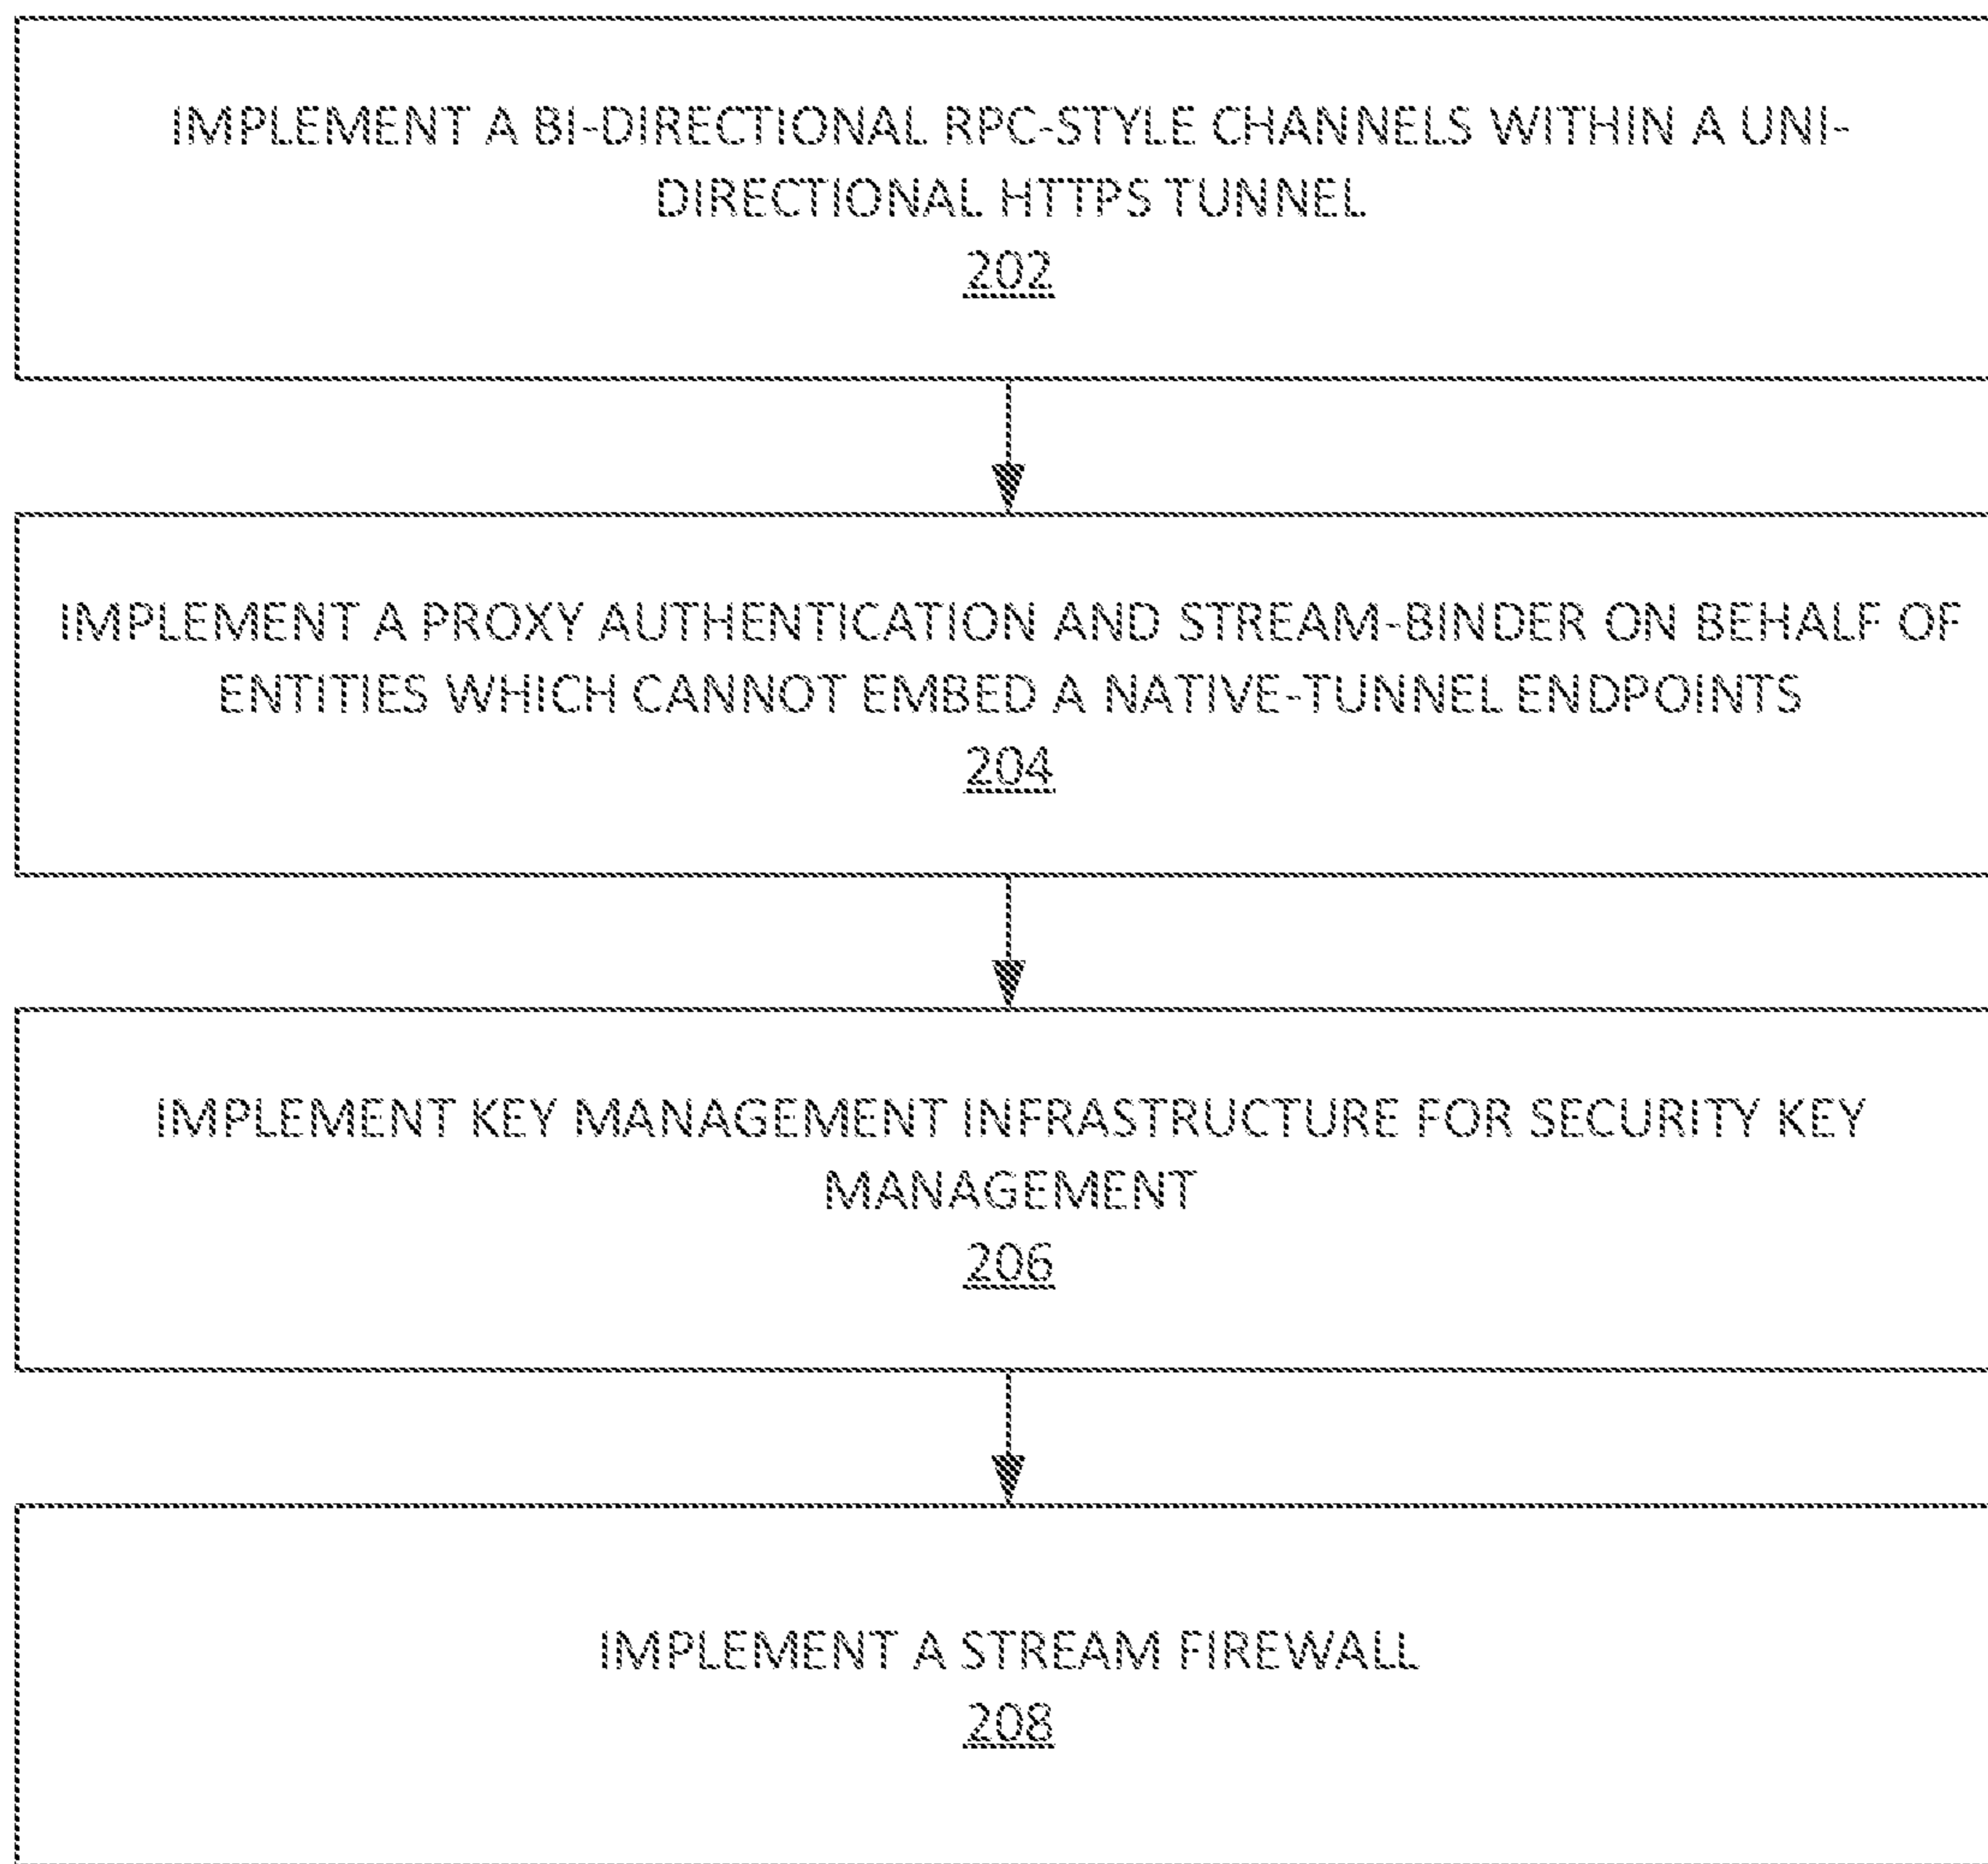 IMPLEMENT A BI-DIRECTIONAL RPC-STYLE CHANNELS WITHIN A UNI-
DIRECTIONAL HTTPS TUNNEL
202
IMPLEMENT A PROXY AUTHENTICATION AND STREAM-BINDER ON BEHALF OF
ENTITIES WHICH CANNOT EMBED A NATIVE-TUNNEL ENDPOINTS
204
IMPLEMENT KEY MANAGEMENT INFRASTRUCTURE FOR SECURITY KEY
MANAGEMENT
206
IMPLEMENT A STREAM FIREWALL
208